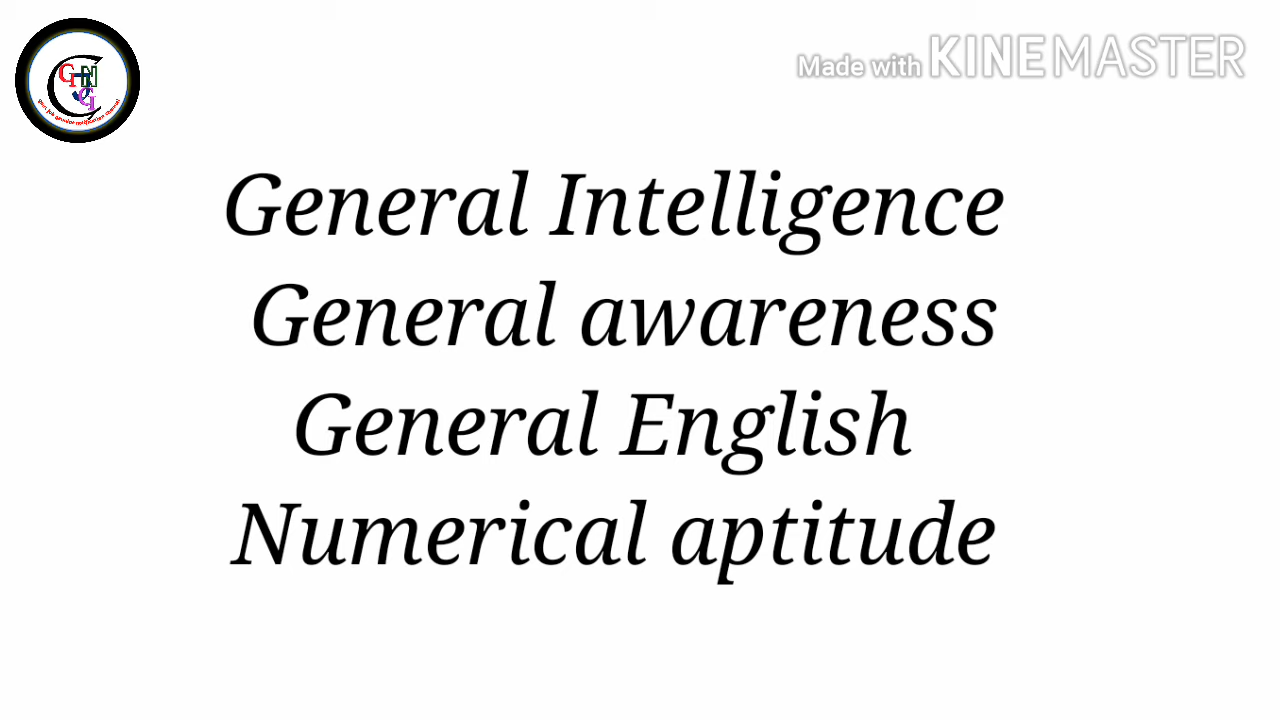 Made with KINEMASTER
General Intelligence
General awareness
General English
Numerical aptitude